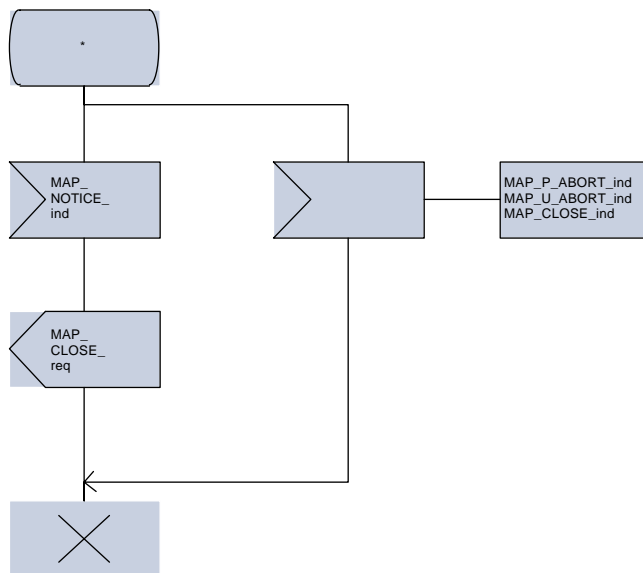 *
MAP_
NOTICE_
ind
MAP_P_ABORT_ind
MAP_U_ABORT_ind
MAP_CLOSE_ind
MAP_
CLOSE_
req